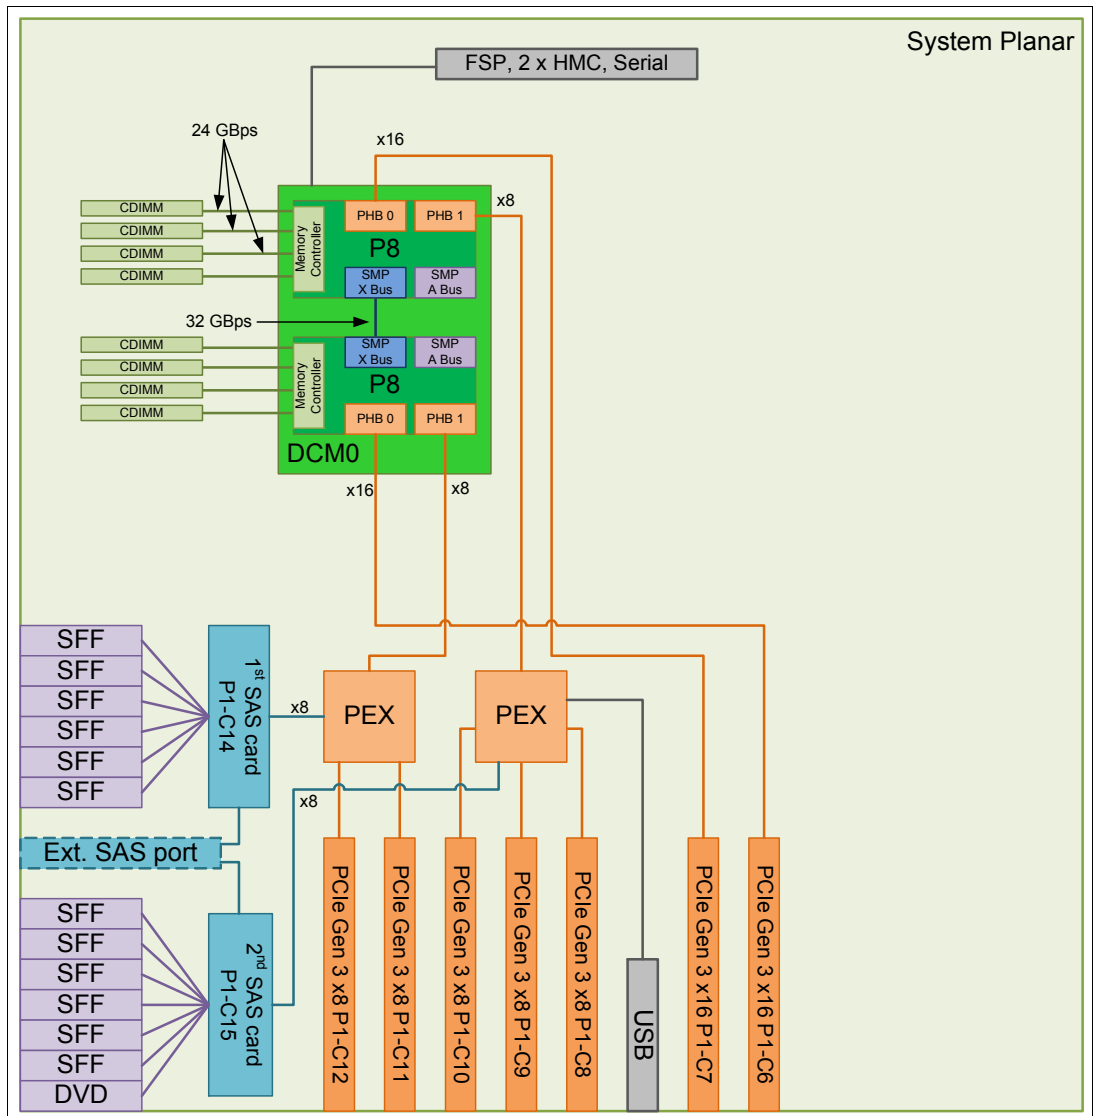 System Planar
FSP, 2 x HMC, Serial
24 GBps
x16
x8
CDIMM
CDIMM
CDIMM
CDIMM
Memory
Controller
PHB 0
PHB 1
P8
SMP
X Bus
SMP
A Bus
32 GBps
CDIMM
CDIMM
CDIMM
CDIMM
Memory
Controller
SMP
X Bus
SMP
A Bus
P8
PHB 0
PHB 1
DCM0
x16
x8
SFF
SFF
SFF
SFF
SFF
SFF
1st SAS card
P1-C14
x8
PEX
PEX
x8
Ext. SAS port
SFF
SFF
SFF
SFF
SFF
SFF
DVD
2nd SAS card
P1-C15
PCIe Gen 3 x8 P1-C12
PCIe Gen 3 x8 P1-C11
PCIe Gen 3 x8 P1-C10
PCIe Gen 3 x8 P1-C9
PCIe Gen 3 x8 P1-C8
USB
PCIe Gen 3 x16 P1-C7
PCIe Gen 3 x16 P1-C6